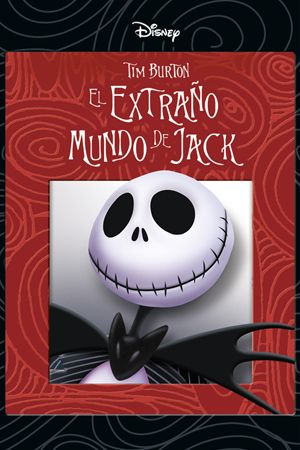 Disney
TIM BURTON
EL EXTRAÑO
MUNDO DE JACK